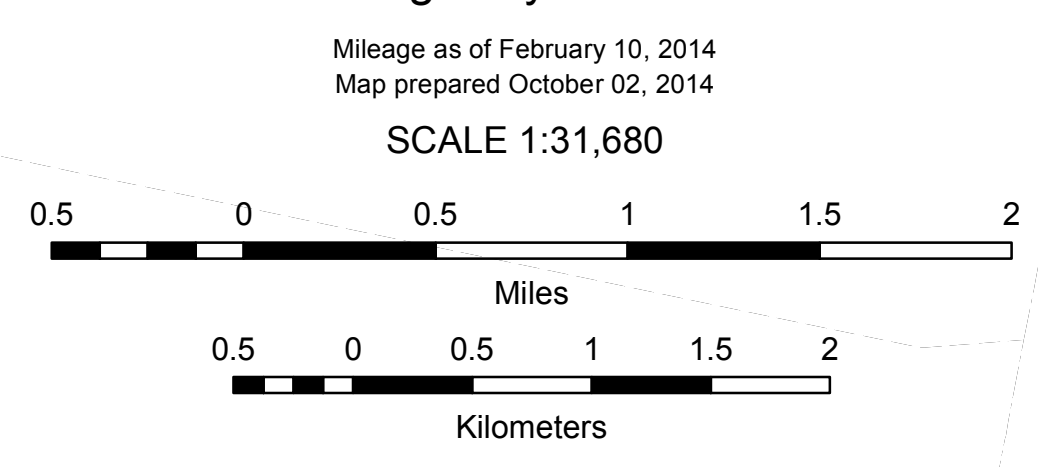 Mileage as of February 10, 2014
Map prepared October 02, 2014
SCALE 1:31,680
0.5 0 0.5 1 1.5 2
Miles
0.5 0 0.5 1 1.5 2
Kilometers